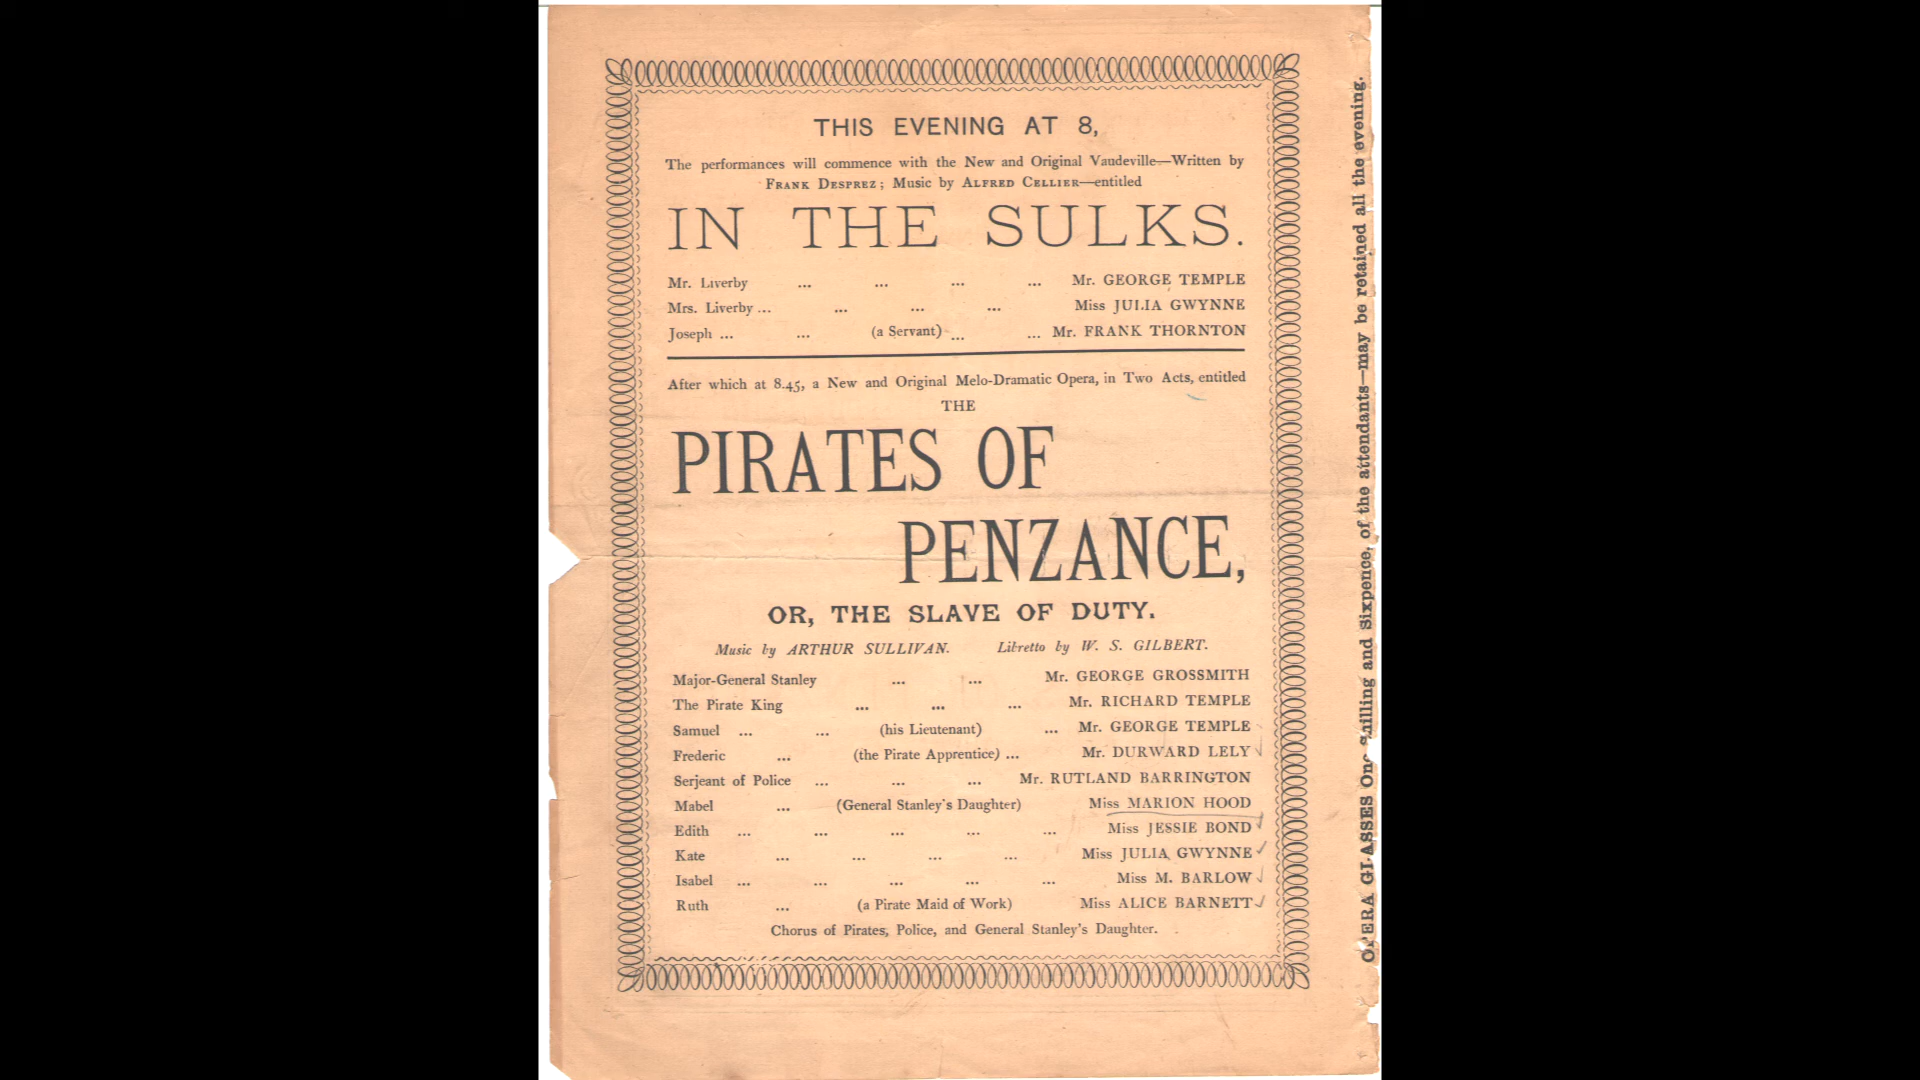 THIS EVENING AT 8,
The performances will commence with the New and Original Vaudeville—Written by
FRANK DESPREZ; Music by ALFRED CELLIER—entitled
IN THE SULKS.
Mr. Liverby ... ... ... ... Mr. GEORGE TEMPLE
Mrs. Liverby ... ... ... ... Miss JULIA GWYNNE
Joseph ... ... (a Servant) ... ... Mr. FRANK THORNTON
After which at 8.45, a New and Original Melo-Dramatic Opera, in Two Acts, entitled
THE
PIRATES OF
PENZANCE,
OR, THE SLAVE OF DUTY.
Music by ARTHUR SULLIVAN. Libretto by W. S. GILBERT.
Major-General Stanley ... ... Mr. GEORGE GROSSMITH
The Pirate King ... ... ... Mr. RICHARD TEMPLE
Samuel ... ... (his Lieutenant) ... Mr. GEORGE TEMPLE
Frederic ... (the Pirate Apprentice) ... Mr. DURWARD LELY
Serjeant of Police ... ... ... Mr. RUTLAND BARRINGTON
Mabel ... (General Stanley's Daughter) Miss MARION HOOD
Edith ... ... ... ... ... Miss JESSIE BOND
Kate ... ... ... ... Miss JULIA GWYNNE
Isabel ... ... ... ... ... Miss M. BARLOW
Ruth ... (a Pirate Maid of Work) Miss ALICE BARNETT
Chorus of Pirates, Police, and General Stanley's Daughter.
OPERA GLASSES One Shilling and Sixpence, of the attendants—may be retained all the evening.